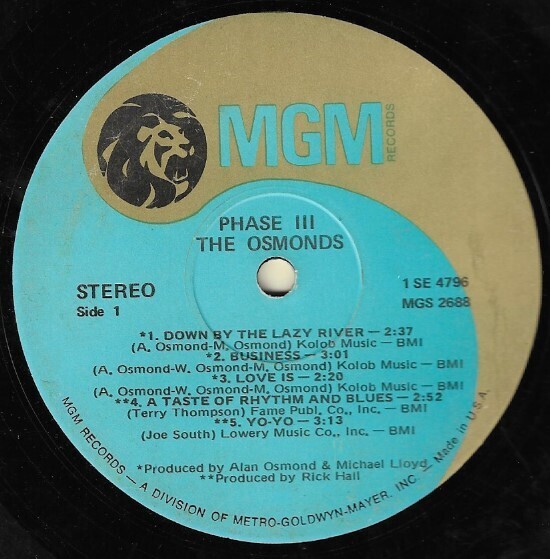 MGM
RECORDS
PHASE III
THE OSMONDS
STEREO
Side 1
1 SE 4796
MGS 2688
*1. DOWN BY THE LAZY RIVER — 2:37
(A. Osmond-M. Osmond) Kolob Music — BMI
*2. BUSINESS — 3:01
(A. Osmond-W. Osmond-M. Osmond) Kolob Music — BMI
*3. LOVE IS — 2:20
(A. Osmond-W. Osmond-M. Osmond) Kolob Music — BMI
**4. A TASTE OF RHYTHM AND BLUES — 2:52
(Terry Thompson) Fame Publ. Co., Inc. — BMI
**5. YO-YO — 3:13
(Joe South) Lowery Music Co., Inc. — BMI
*Produced by Alan Osmond & Michael Lloyd
**Produced by Rick Hall
MGM RECORDS — A DIVISION OF METRO-GOLDWYN-MAYER, INC. — Made in U.S.A.